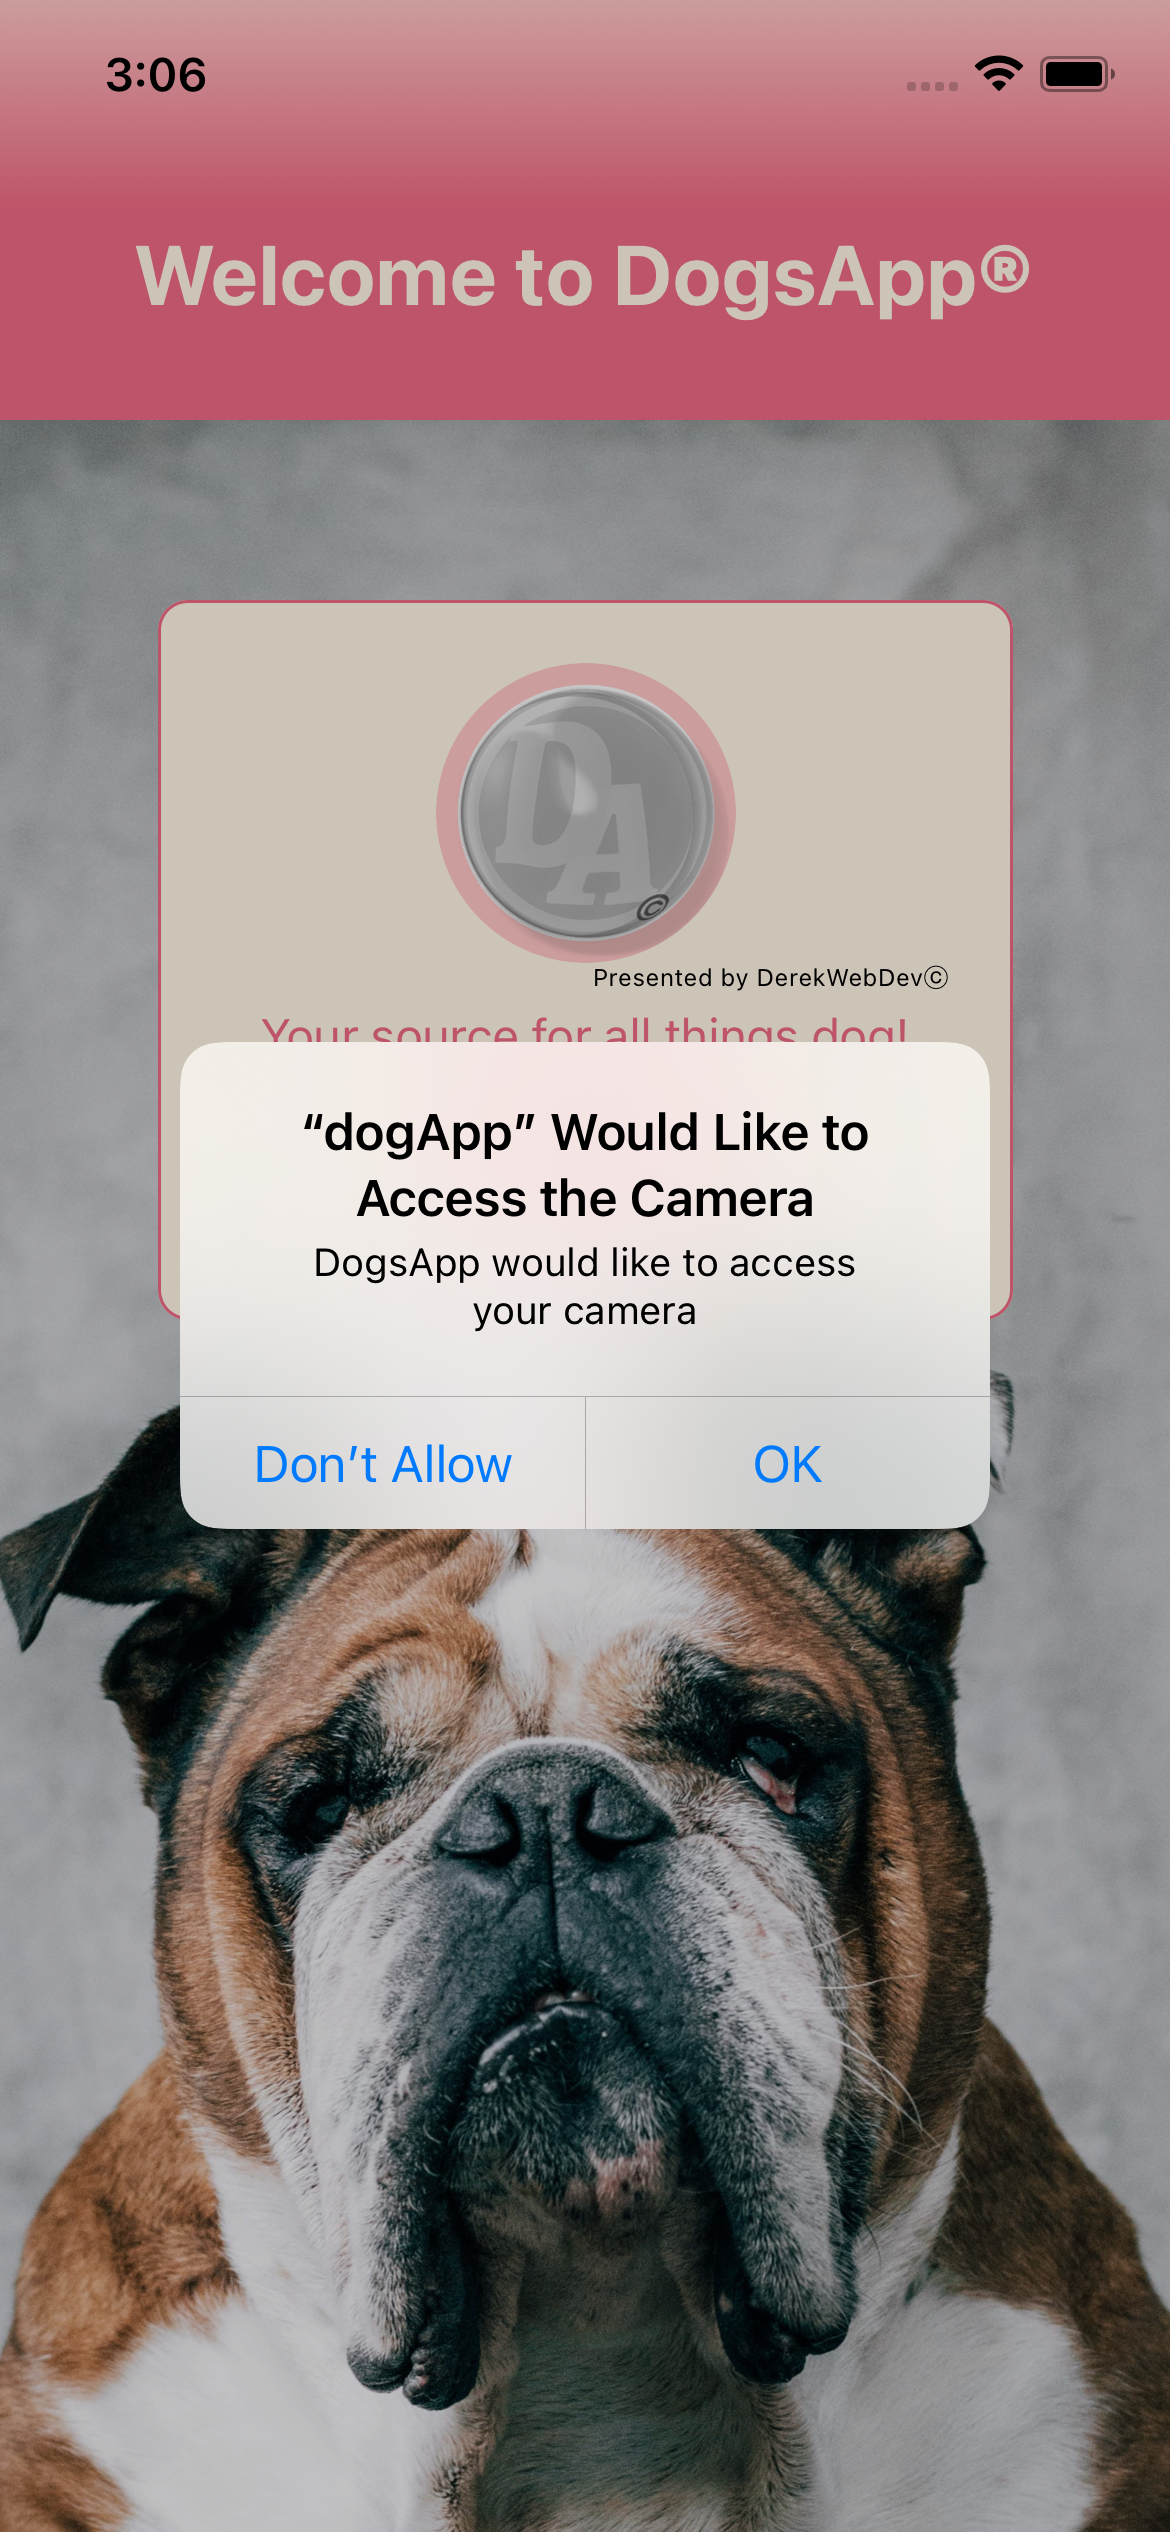 3:06
Welcome to DogsApp®
DA
©
Presented by DerekWebDevⓒ
Your source for all things dog!
“dogApp” Would Like to
Access the Camera
DogsApp would like to access
your camera
Don’t Allow
OK